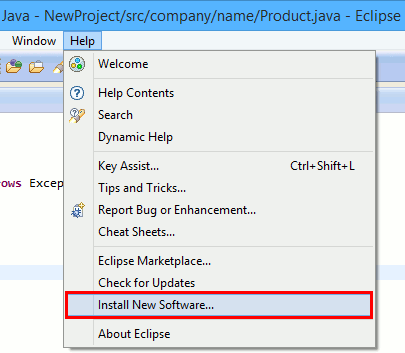 Java - NewProject/src/company/name/Product.java - Eclipse
Window Help
Welcome
Help Contents
Search
Dynamic Help
Key Assist... Ctrl+Shift+L
Tips and Tricks...
ows Excep
Report Bug or Enhancement...
Cheat Sheets...
Eclipse Marketplace...
Check for Updates
Install New Software...
About Eclipse